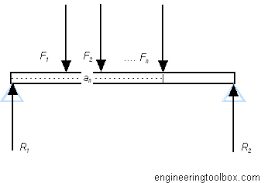 F1 F2 .... Fn
an
R1 R2
engineeringtoolbox.com